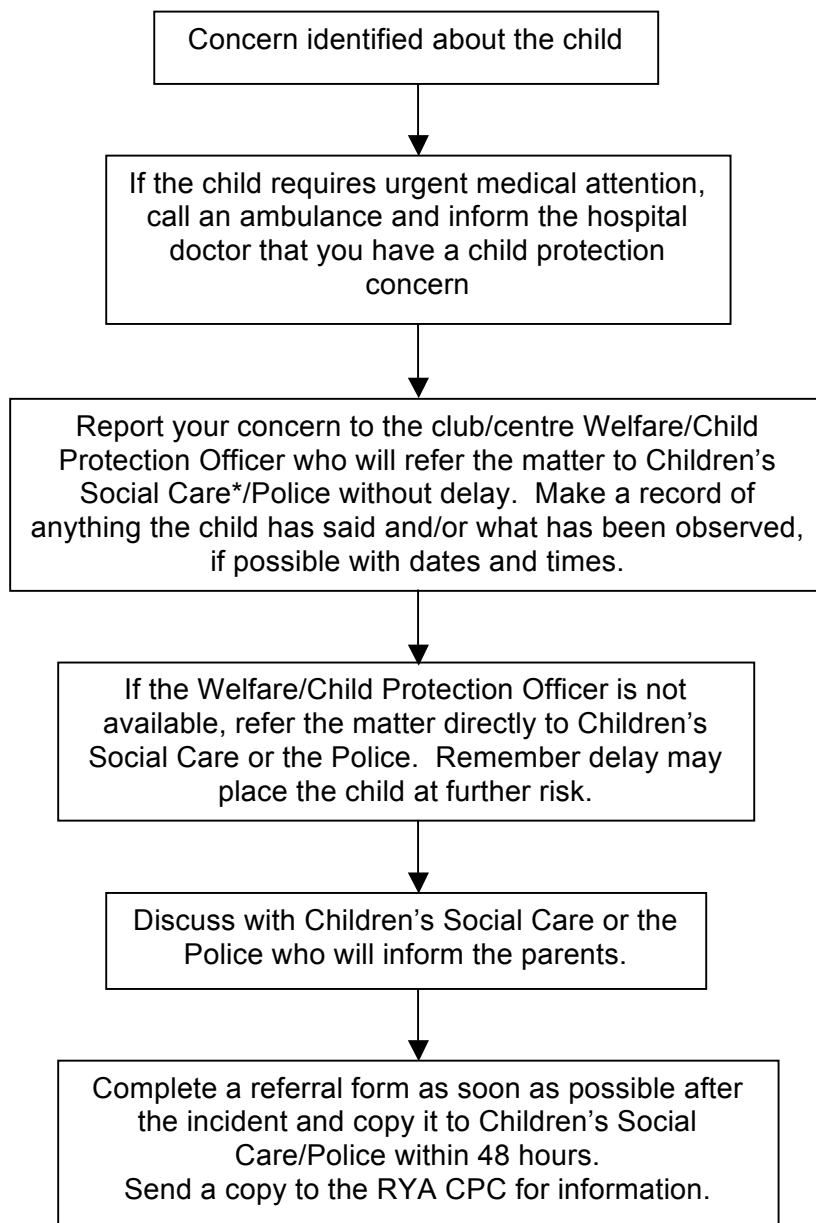 Concern identified about the child
If the child requires urgent medical attention,
call an ambulance and inform the hospital
doctor that you have a child protection
concern
Report your concern to the club/centre Welfare/Child
Protection Officer who will refer the matter to Children's
Social Care*/Police without delay.  Make a record of
anything the child has said and/or what has been observed,
if possible with dates and times.
If the Welfare/Child Protection Officer is not
available, refer the matter directly to Children's
Social Care or the Police.  Remember delay may
place the child at further risk.
Discuss with Children's Social Care or the
Police who will inform the parents.
Complete a referral form as soon as possible after
the incident and copy it to Children's Social
Care/Police within 48 hours.
Send a copy to the RYA CPC for information.